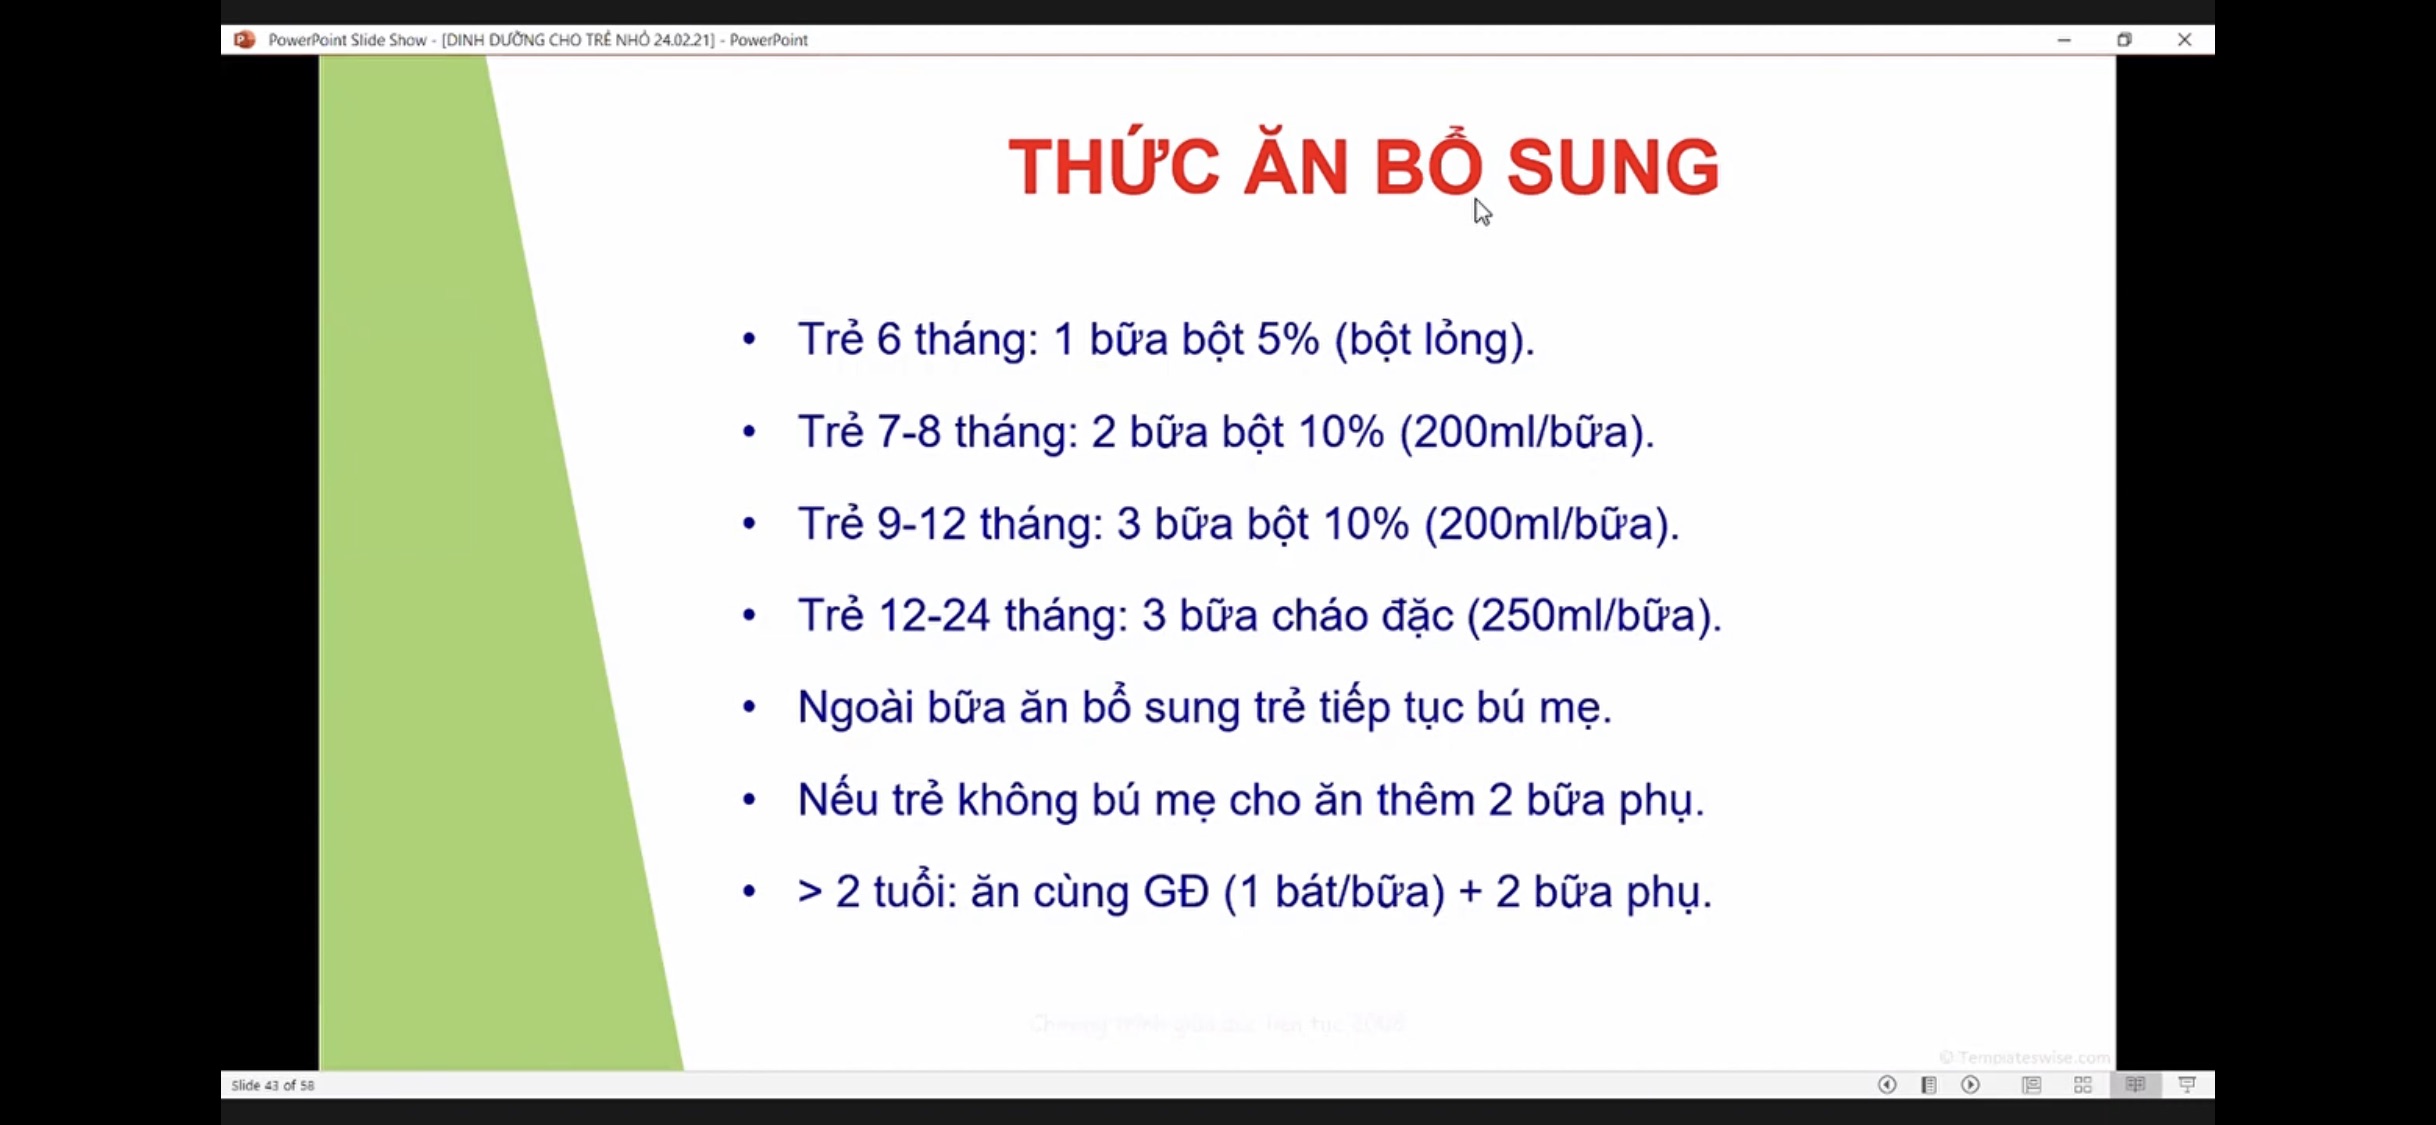 PowerPoint Slide Show - [DINH DƯỠNG CHO TRẺ NHỎ 24.02.21] - PowerPoint
THỨC ĂN BỔ SUNG
• Trẻ 6 tháng: 1 bữa bột 5% (bột lỏng).
• Trẻ 7-8 tháng: 2 bữa bột 10% (200ml/bữa).
• Trẻ 9-12 tháng: 3 bữa bột 10% (200ml/bữa).
• Trẻ 12-24 tháng: 3 bữa cháo đặc (250ml/bữa).
• Ngoài bữa ăn bổ sung trẻ tiếp tục bú mẹ.
• Nếu trẻ không bú mẹ cho ăn thêm 2 bữa phụ.
• > 2 tuổi: ăn cùng GĐ (1 bát/bữa) + 2 bữa phụ.
© Templateswise.com
Slide 43 of 58